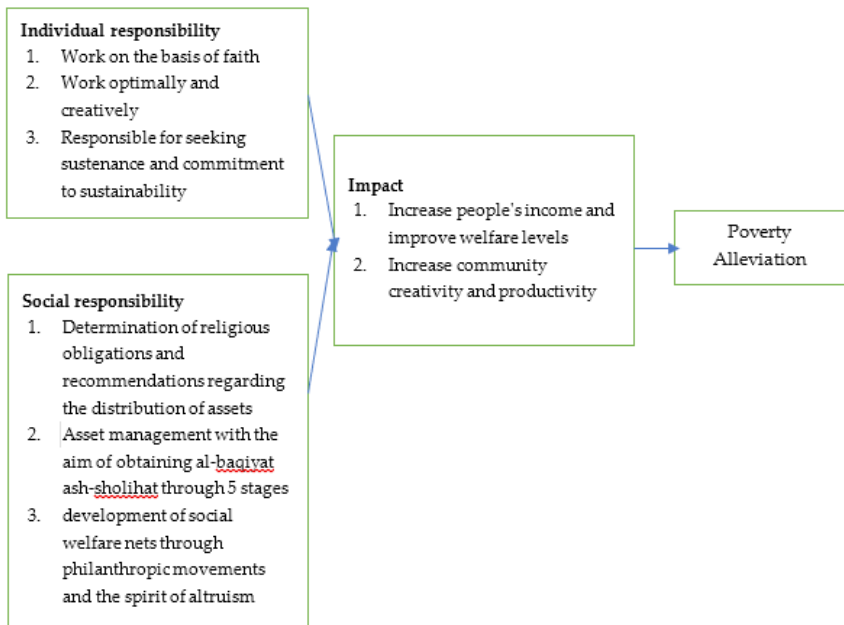 Individual responsibility
1. Work on the basis of faith
2. Work optimally and
creatively
3. Responsible for seeking
sustenance and commitment
to sustainability
Social responsibility
1. Determination of religious
obligations and
recommendations regarding
the distribution of assets
2. Asset management with the
aim of obtaining al-baqiyat
ash-sholihat through 5 stages
3. development of social
welfare nets through
philanthropic movements
and the spirit of altruism
Impact
1. Increase people's income and
improve welfare levels
2. Increase community
creativity and productivity
Poverty
Alleviation